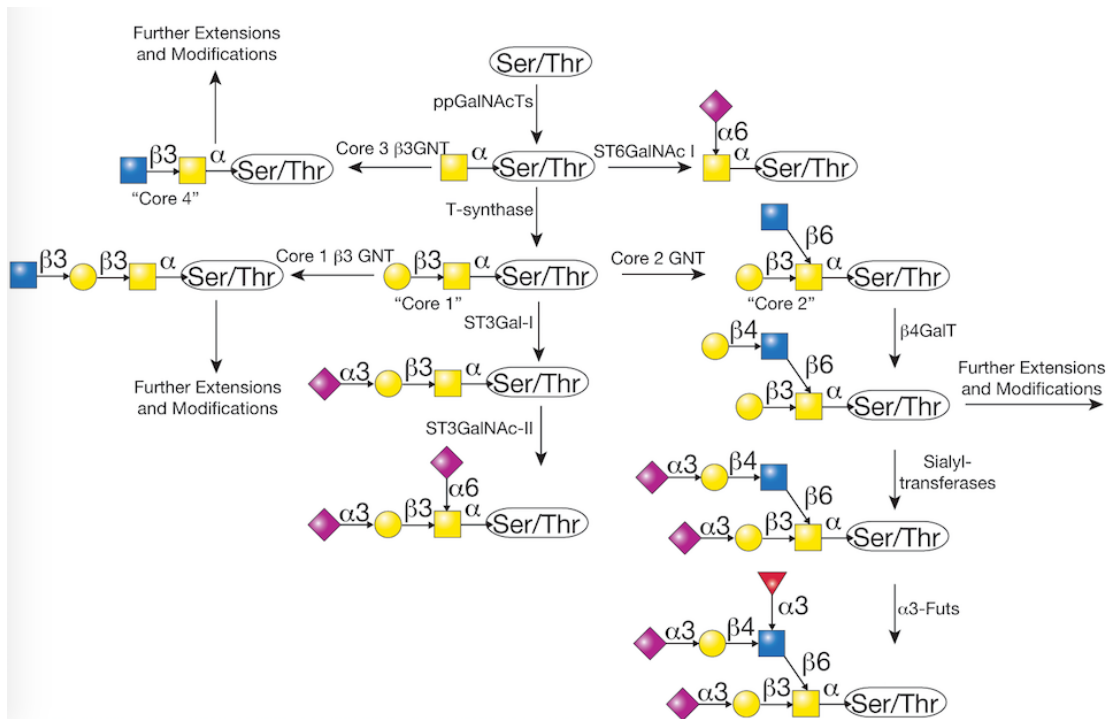 Further Extensions
and Modifications
Ser/Thr
ppGalNAcTs
α6
β3 α Ser/Thr
"Core 4"
Core 3 β3GNT
α Ser/Thr
ST6GalNAc I
α Ser/Thr
T-synthase
β3 β3 α Ser/Thr
Core 1 β3 GNT
β3 α Ser/Thr
"Core 1"
Core 2 GNT
β6
β3 α Ser/Thr
"Core 2"
ST3Gal-I
β4GalT
Further Extensions
and Modifications
α3 β3 α Ser/Thr
β4
β6
β3 α Ser/Thr
Further Extensions
and Modifications
ST3GalNAc-II
α6
α3 β3 α Ser/Thr
Sialyl-
transferases
α3 β4
β6
α3 β3 α Ser/Thr
α3-Futs
α3
α3 β4
β6
α3 β3 α Ser/Thr